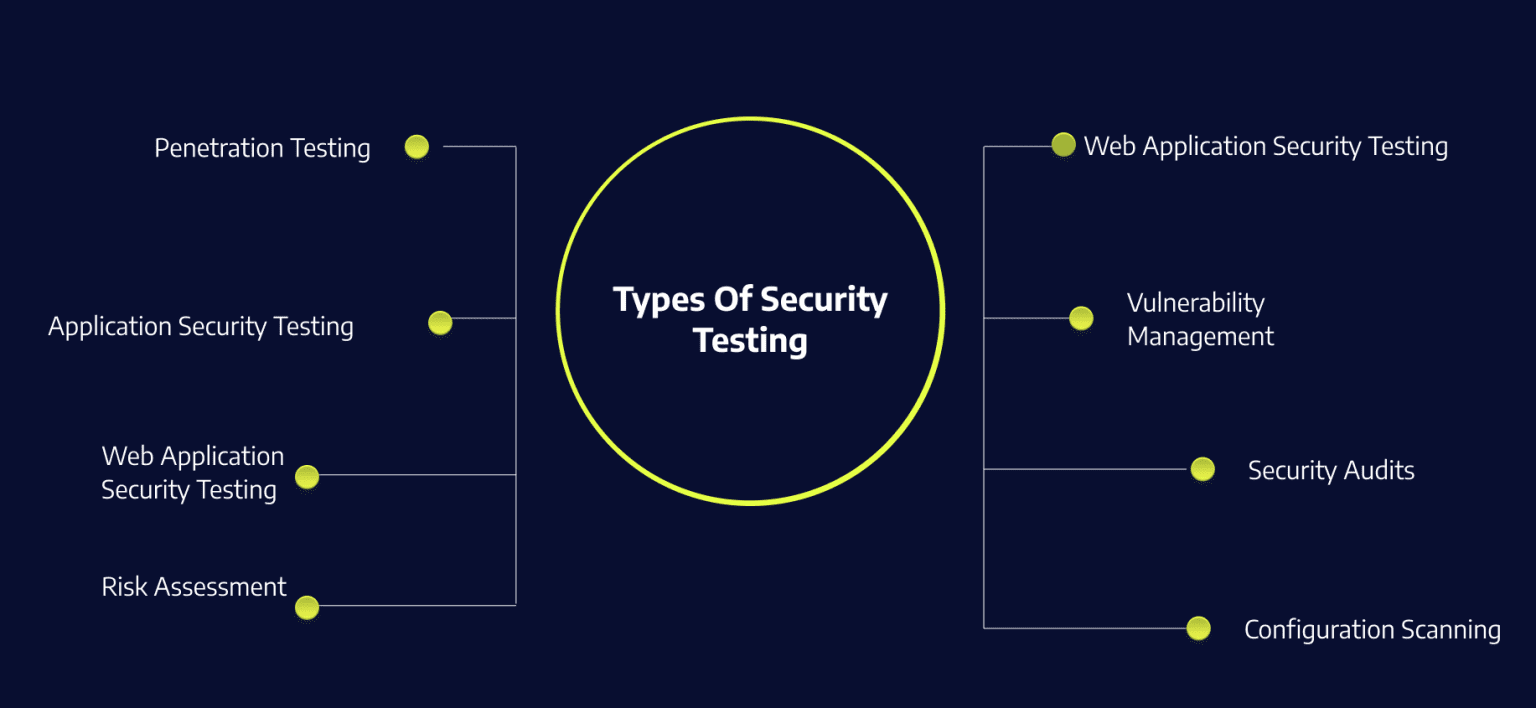 Penetration Testing
Application Security Testing
Web Application
Security Testing
Risk Assessment
Types Of Security
Testing
Web Application Security Testing
Vulnerability
Management
Security Audits
Configuration Scanning